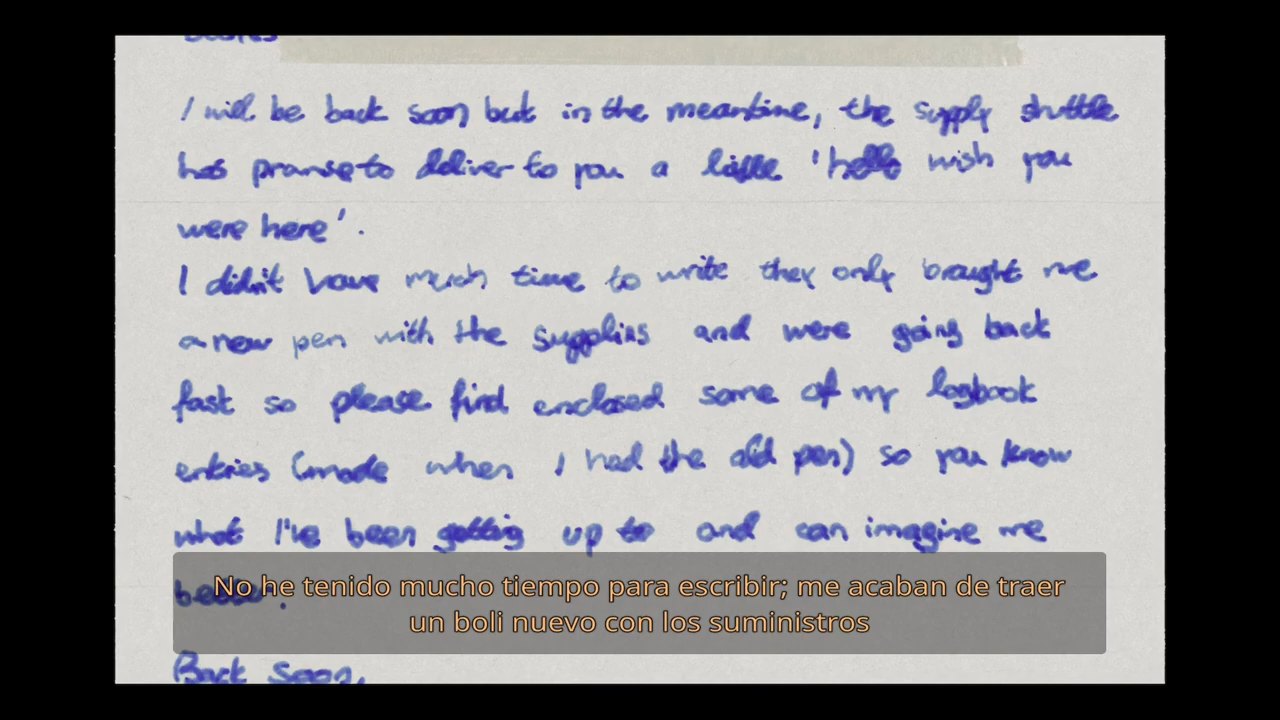 I will be back soon but in the meantime, the supply shuttle
has promise to deliver to you a little 'hello wish you
were here'.
I didn't have much time to write they only brought me
a new pen with the supplies and were going back
fast so please find enclosed some of my logbook
entries (made when I had the old pen) so you know
what I've been getting up to and can imagine me
better.
No he tenido mucho tiempo para escribir; me acaban de traer
un boli nuevo con los suministros
Back Soon,